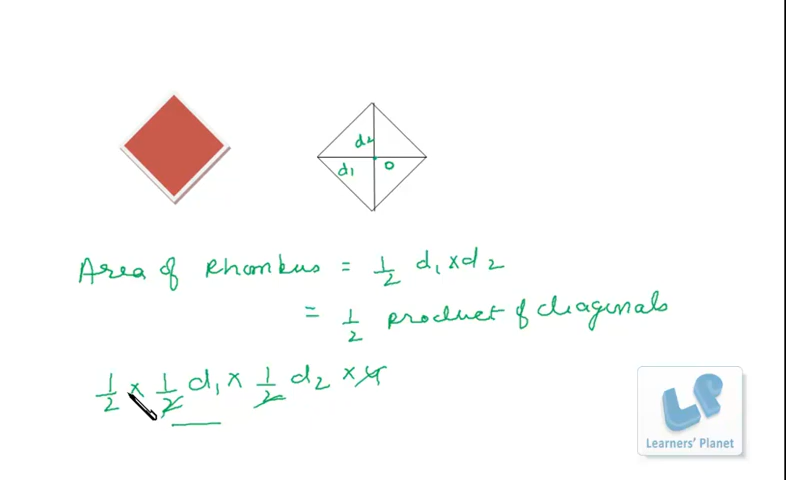 d2
d1 O
Area of Rhombus = 1/2 d1 × d2
= 1/2 product of diagonals
1/2 × 1/2 d1 × 1/2 d2 × 4
LP
Learners' Planet